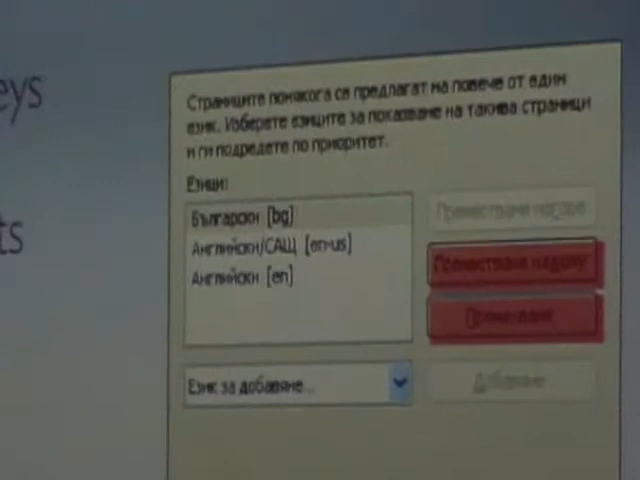 eys
ts
Страниците понякога се предлагат на повече от един
език. Изберете езиците за показване на такива страници
и ги подредете по приоритет.
Езици:
Български [bg]
Английски/САЩ [en-us]
Английски [en]
Преместване нагоре
Преместване надолу
Премахване
Език за добавяне...
Добавяне